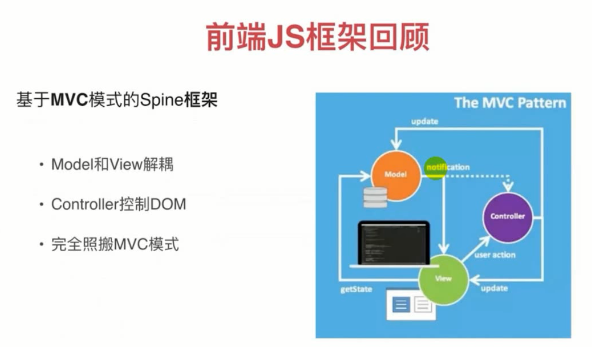 前端JS框架回顾
基于MVC模式的Spine框架
• Model和View解耦
• Controller控制DOM
• 完全照搬MVC模式
The MVC Pattern
update
Model
notification
Controller
user action
View
getState
update